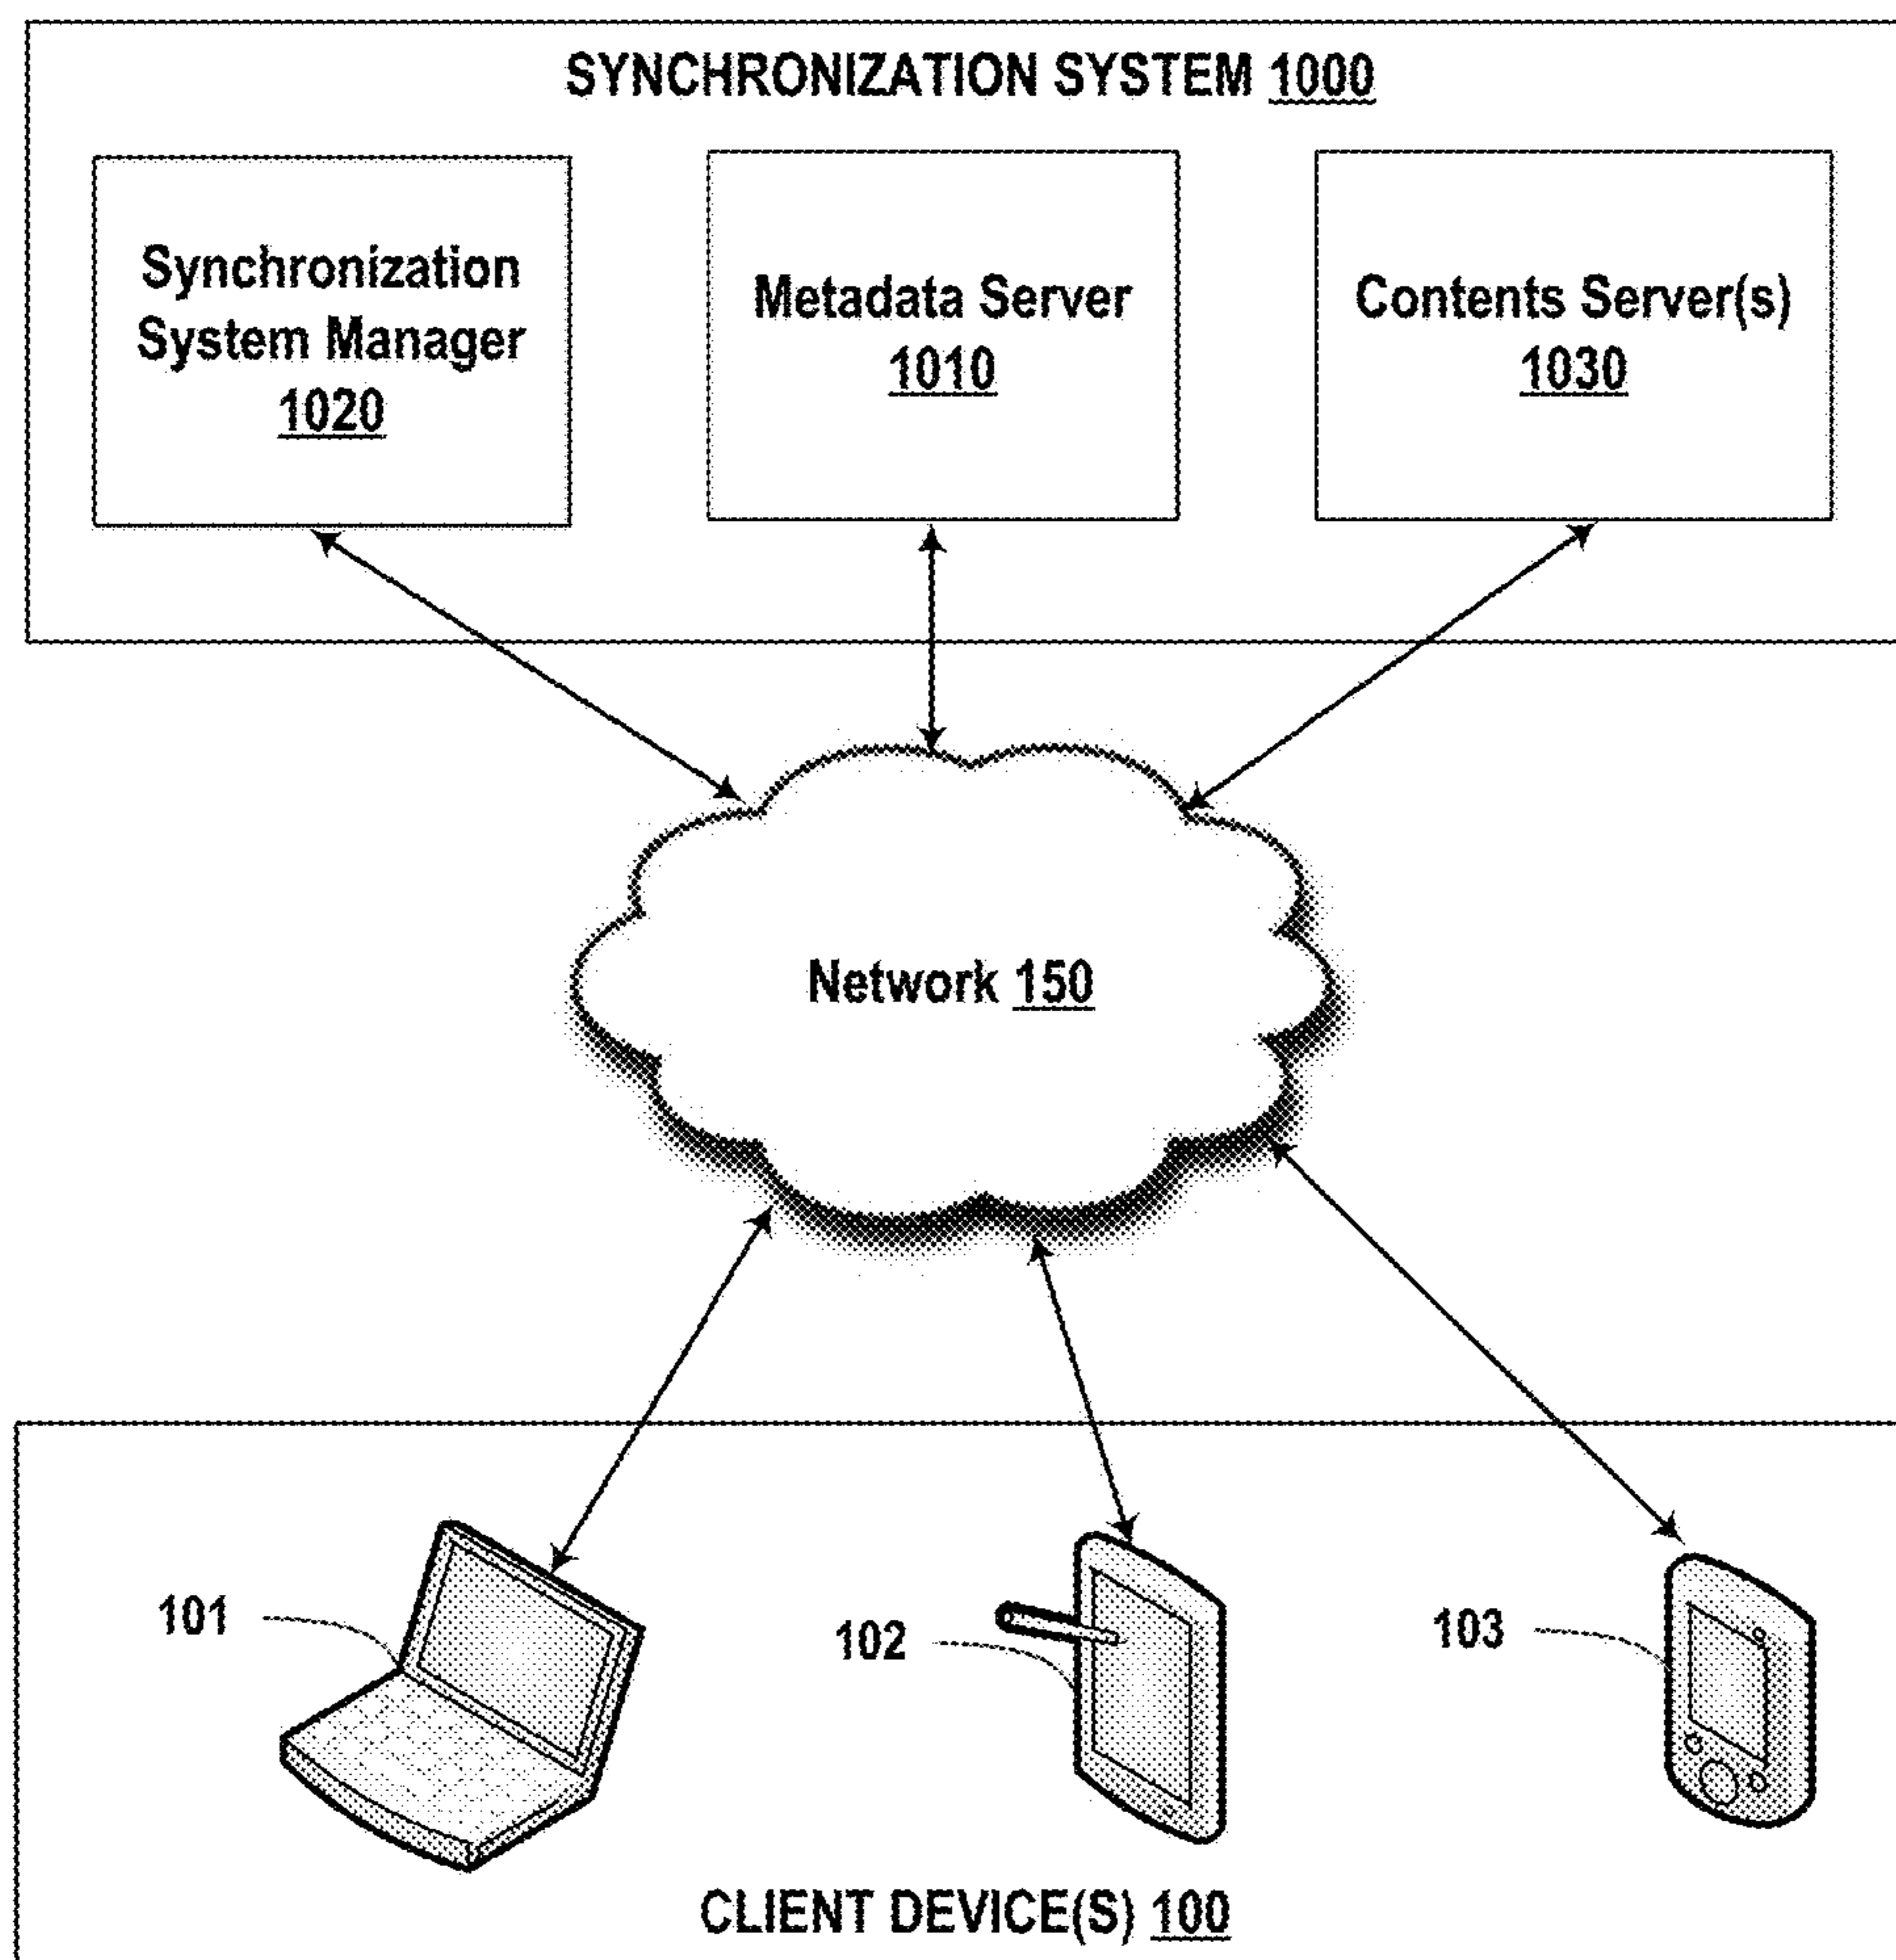 SYNCHRONIZATION SYSTEM 1000
Synchronization
System Manager
1020
Metadata Server
1010
Contents Server(s)
1030
Network 150
101
102
103
CLIENT DEVICE(S) 100